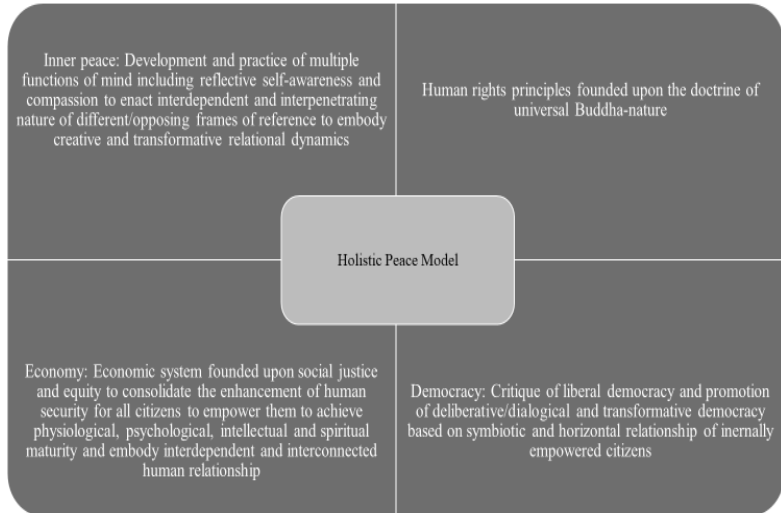 Inner peace: Development and practice of multiple
functions of mind including reflective self-awareness and
compassion to enact interdependent and interpenetrating
nature of different/opposing frames of reference to embody
creative and transformative relational dynamics
Human rights principles founded upon the doctrine of
universal Buddha-nature
Holistic Peace Model
Economy: Economic system founded upon social justice
and equity to consolidate the enhancement of human
security for all citizens to empower them to achieve
physiological, psychological, intellectual and spiritual
maturity and embody interdependent and interconnected
human relationship
Democracy: Critique of liberal democracy and promotion
of deliberative/dialogical and transformative democracy
based on symbiotic and horizontal relationship of inernally
empowered citizens